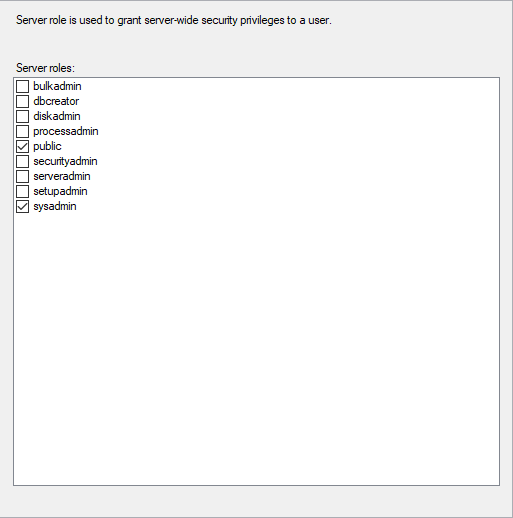 Server role is used to grant server-wide security privileges to a user.
Server roles:
bulkadmin
dbcreator
diskadmin
processadmin
public
securityadmin
serveradmin
setupadmin
sysadmin